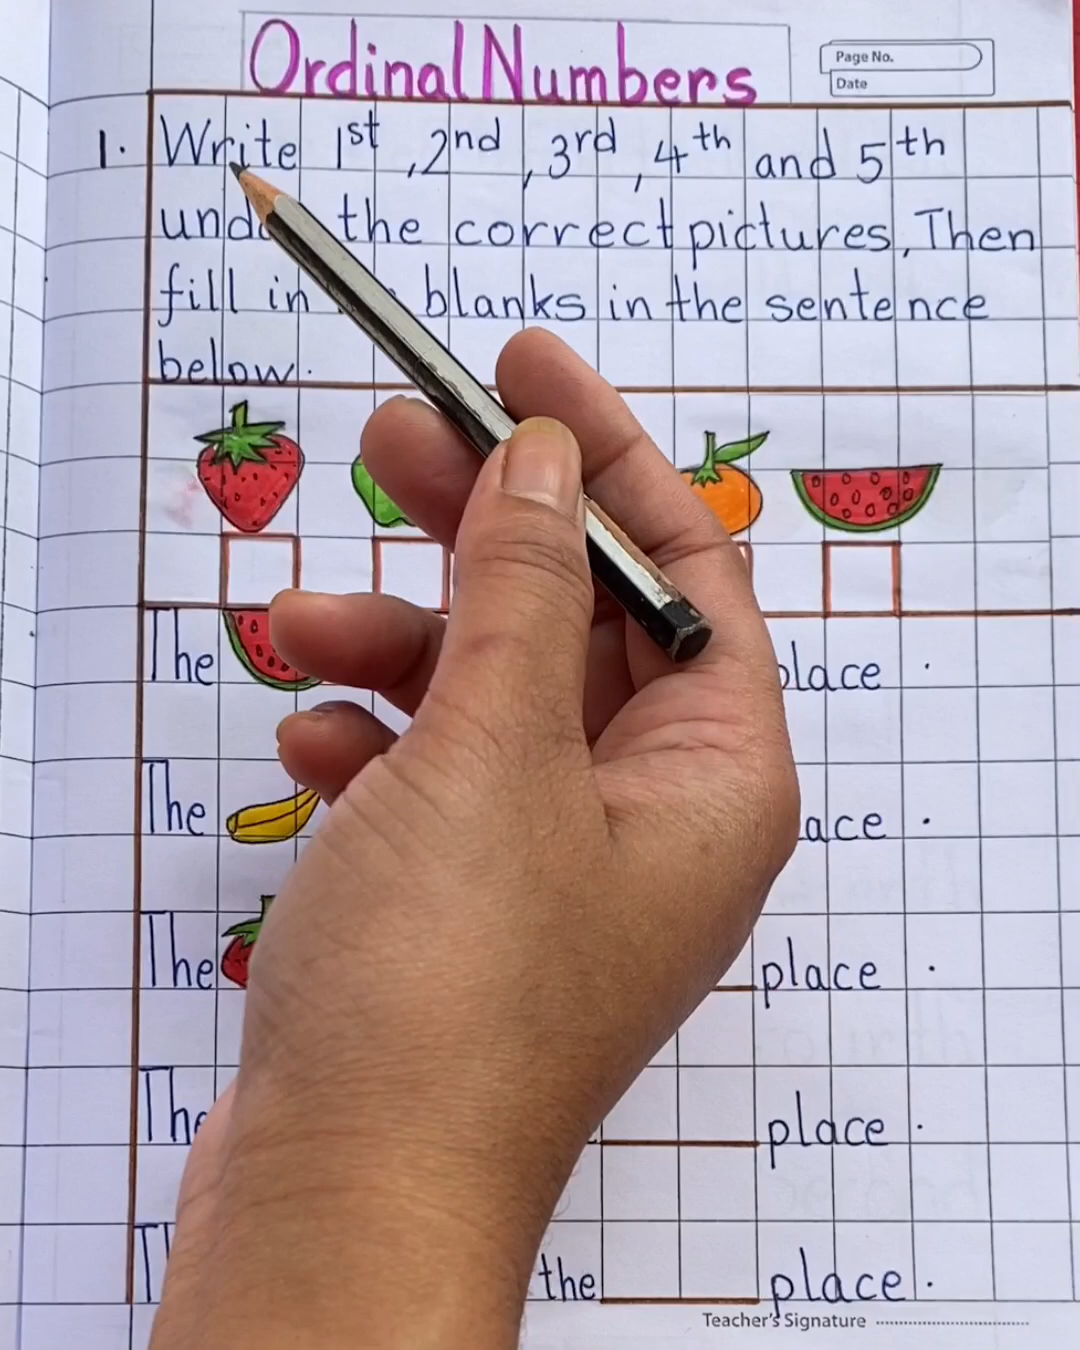 Ordinal Numbers
Page No.
Date
1. Write 1st, 2nd, 3rd, 4th and 5th
the correct pictures, Then
fill in blanks in the sentence
below.
The place.
The
The place.
The place.
the place.
Teacher's Signature